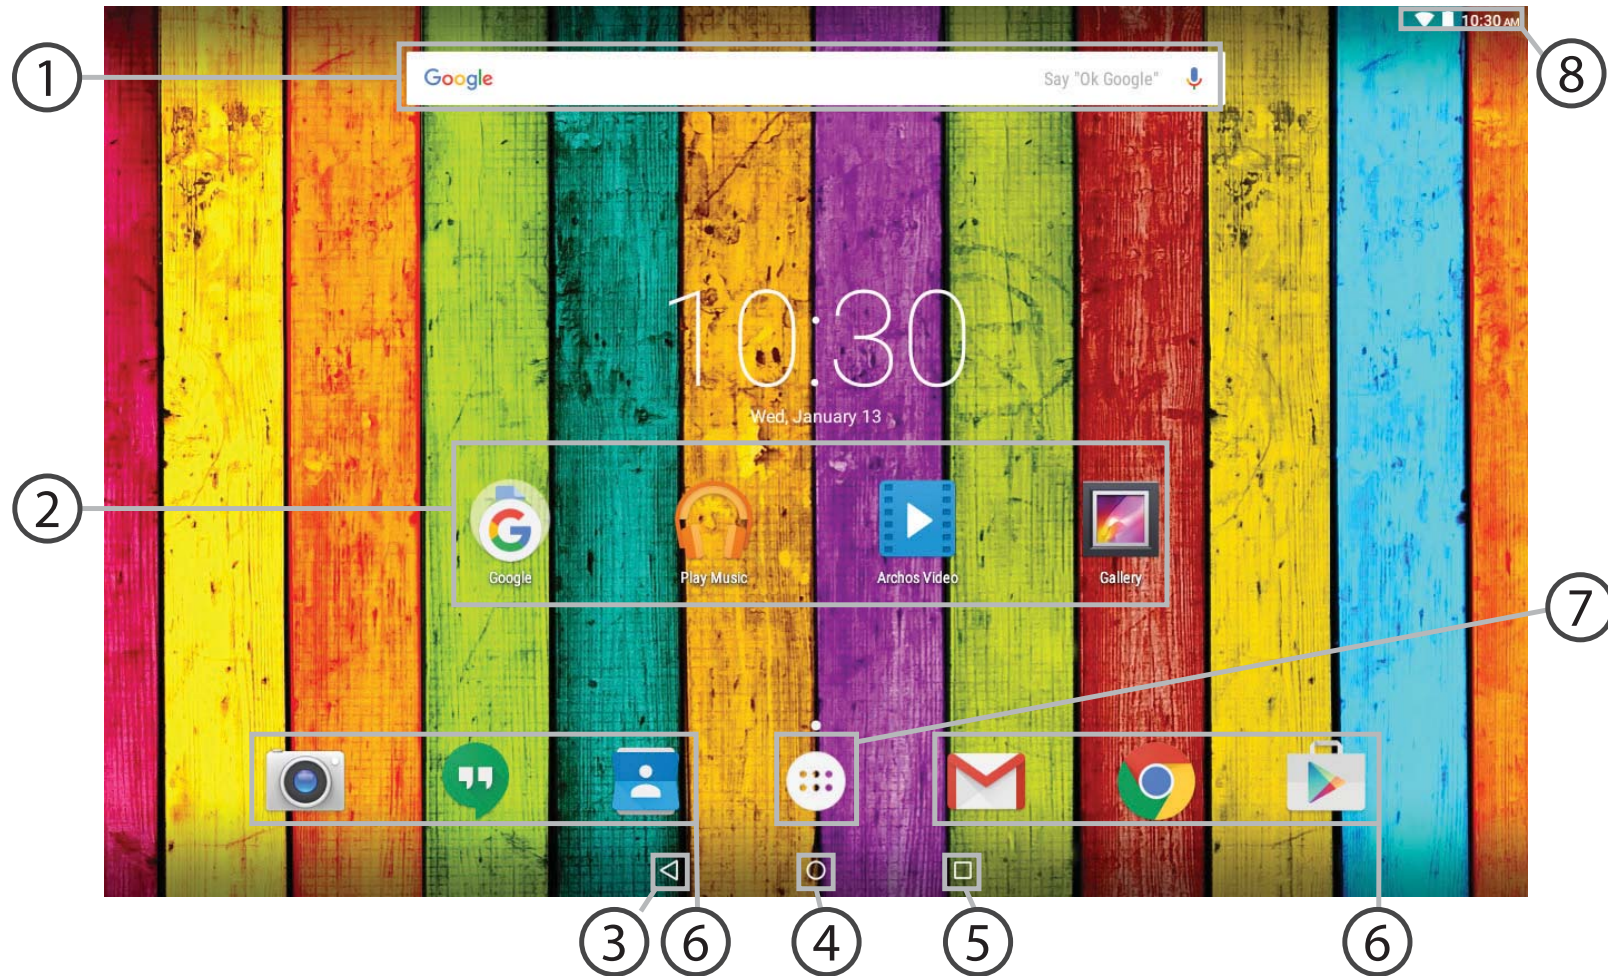 10:30 AM
1
Google Say "Ok Google"
8
10:30
Wed, January 13
2
Google Play Music Archos Video Gallery
7
3 6 4 5 6